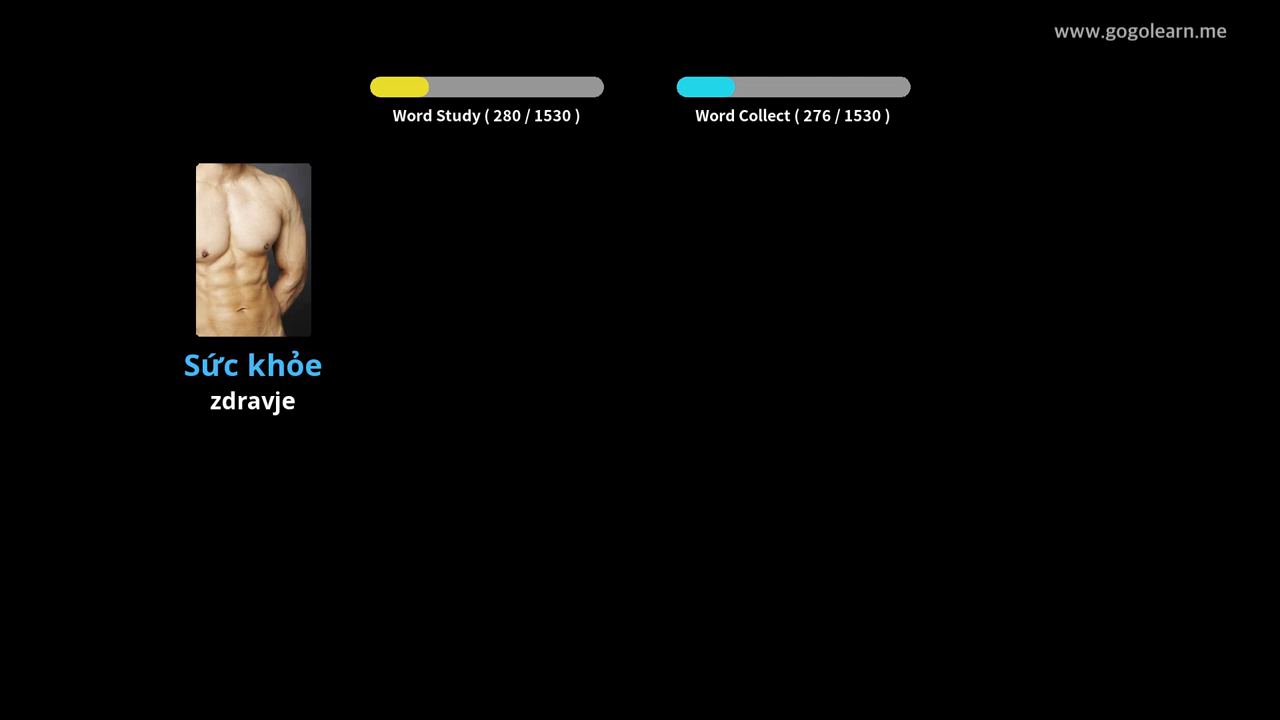 www.gogolearn.me
Word Study ( 280 / 1530 )
Word Collect ( 276 / 1530 )
Sức khỏe
zdravje